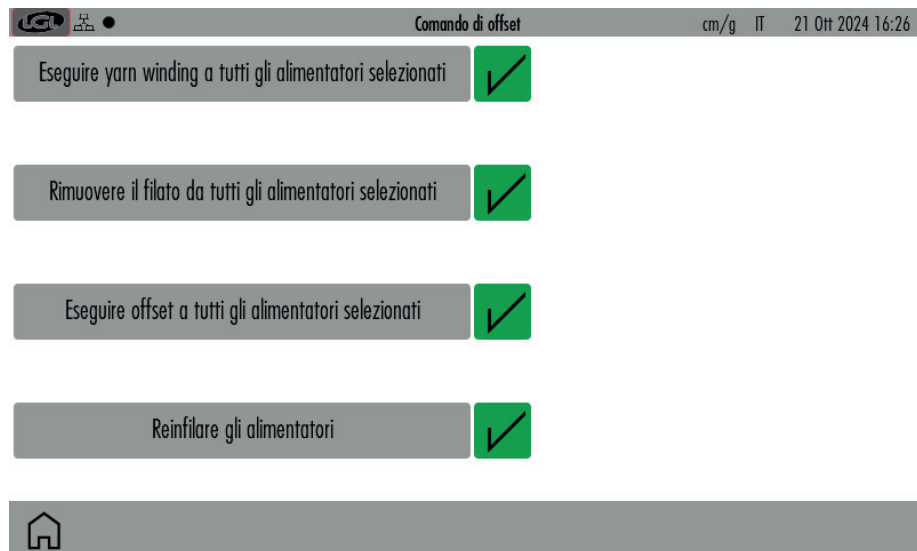 LGL Comando di offset cm/g IT 21 Ott 2024 16:26
Eseguire yarn winding a tutti gli alimentatori selezionati
Rimuovere il filato da tutti gli alimentatori selezionati
Eseguire offset a tutti gli alimentatori selezionati
Reinfilare gli alimentatori